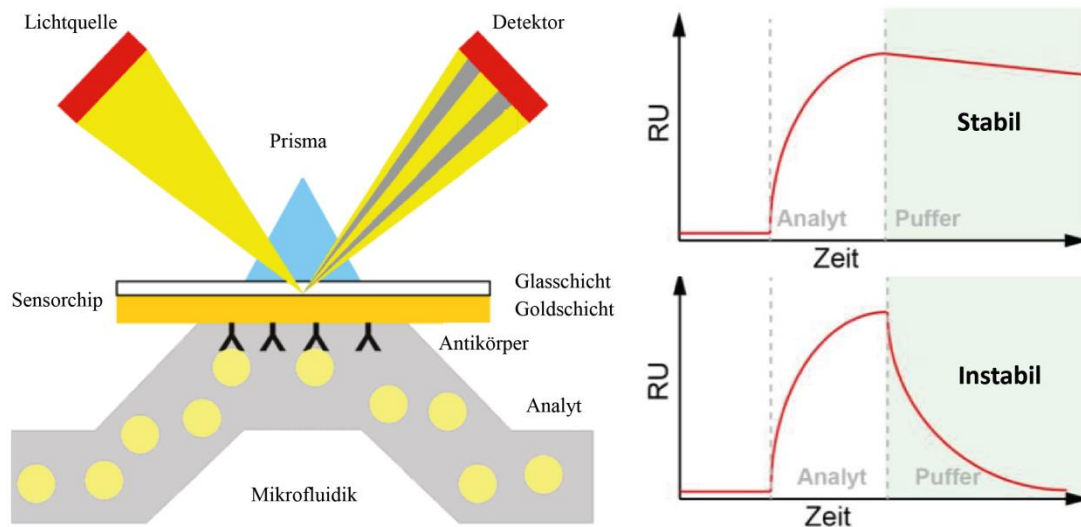 Lichtquelle
Detektor
Prisma
Sensorchip
Glasschicht
Goldschicht
Antikörper
Analyt
Mikrofluidik
RU
Stabil
Analyt
Puffer
Zeit
RU
Instabil
Analyt
Puffer
Zeit